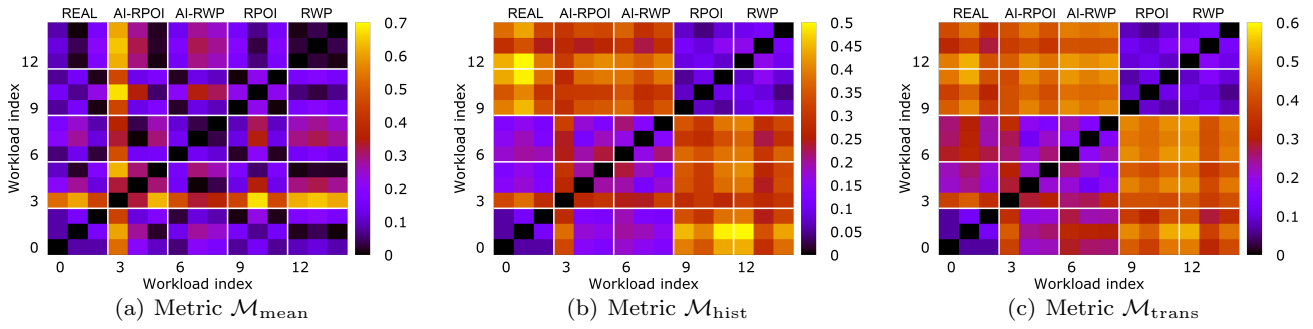 REAL AI-RPOI AI-RWP RPOI RWP
0.7
0.6
0.5
0.4
0.3
0.2
0.1
0
12
9
6
3
0
Workload index
0 3 6 9 12
Workload index
(a) Metric M_mean
REAL AI-RPOI AI-RWP RPOI RWP
0.5
0.45
0.4
0.35
0.3
0.25
0.2
0.15
0.1
0.05
0
12
9
6
3
0
Workload index
0 3 6 9 12
Workload index
(b) Metric M_hist
REAL AI-RPOI AI-RWP RPOI RWP
0.6
0.5
0.4
0.3
0.2
0.1
0
12
9
6
3
0
Workload index
0 3 6 9 12
Workload index
(c) Metric M_trans